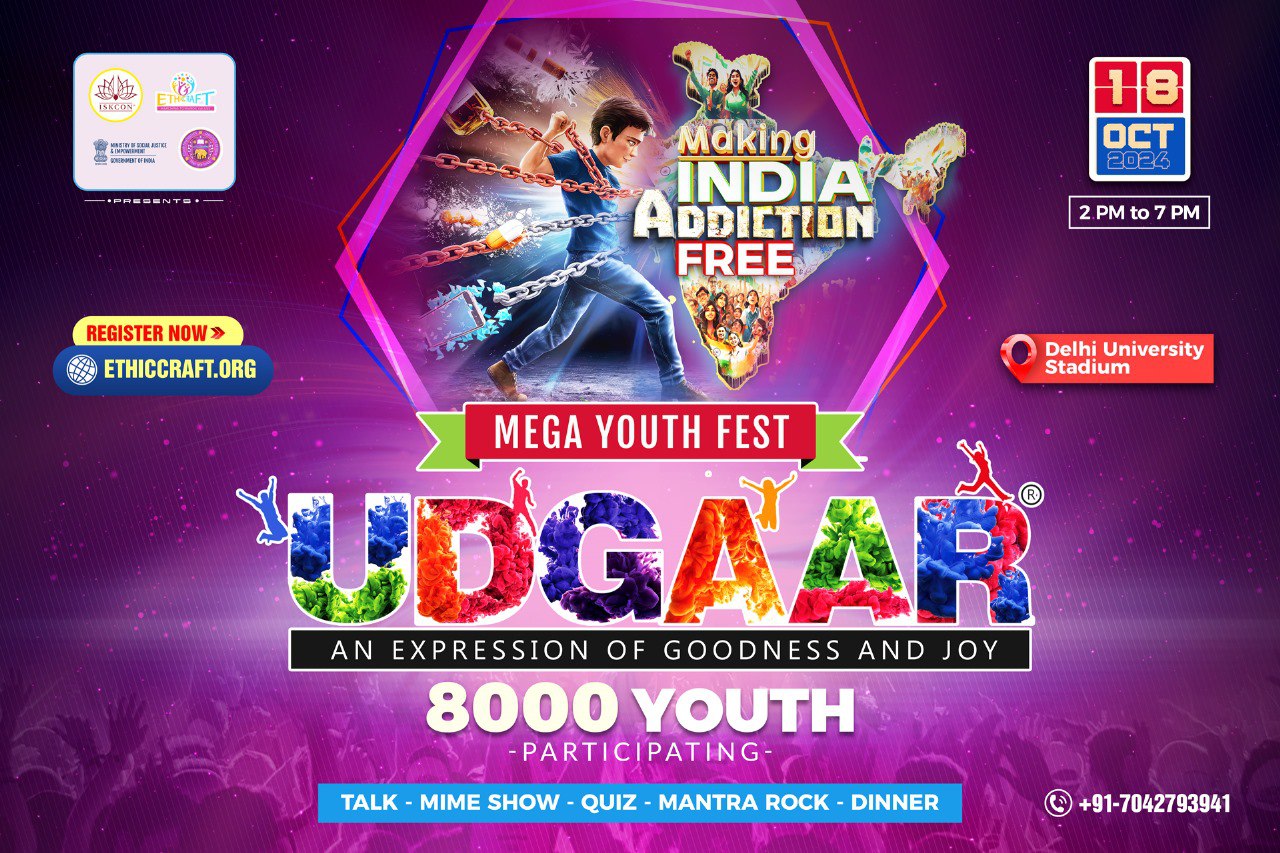 ISKCON
ETHICRAFT
MINISTRY OF SOCIAL JUSTICE
& EMPOWERMENT
GOVERNMENT OF INDIA
PRESENTS
Making
INDIA
ADDICTION
FREE
18
OCT
2024
2 PM to 7 PM
REGISTER NOW
ETHICCRAFT.ORG
Delhi University
Stadium
MEGA YOUTH FEST
UDGAAR ®
AN EXPRESSION OF GOODNESS AND JOY
8000 YOUTH
-PARTICIPATING-
TALK - MIME SHOW - QUIZ - MANTRA ROCK - DINNER
+91-7042793941